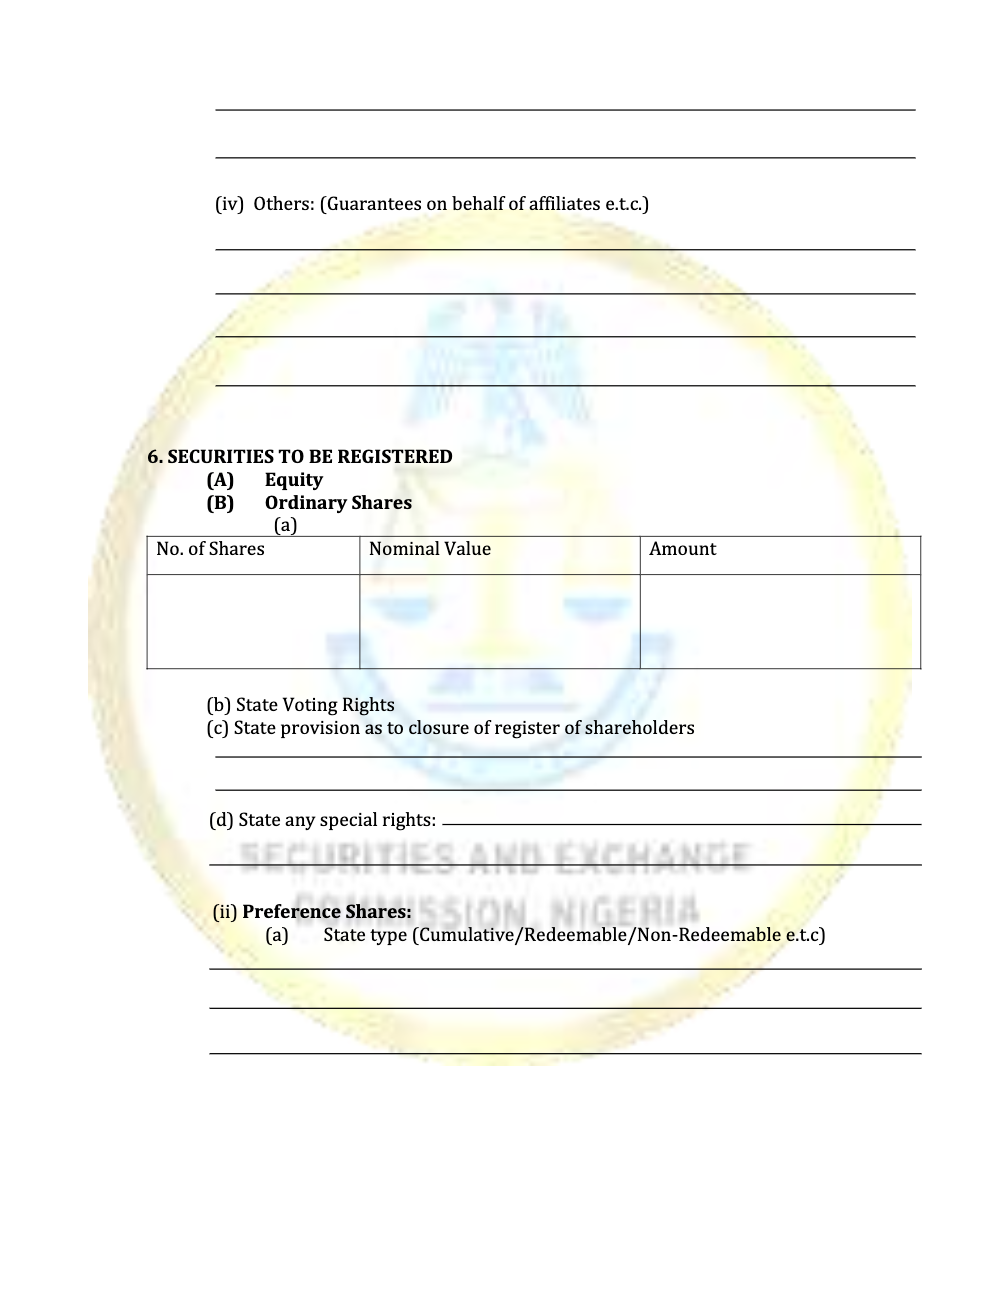 (iv) Others: (Guarantees on behalf of affiliates e.t.c.)
6. SECURITIES TO BE REGISTERED
(A) Equity
(B) Ordinary Shares
(a)
No. of Shares Nominal Value Amount
(b) State Voting Rights
(c) State provision as to closure of register of shareholders
(d) State any special rights:
SECURITIES AND EXCHANGE
COMMISSION, NIGERIA
(ii) Preference Shares:
(a) State type (Cumulative/Redeemable/Non-Redeemable e.t.c)